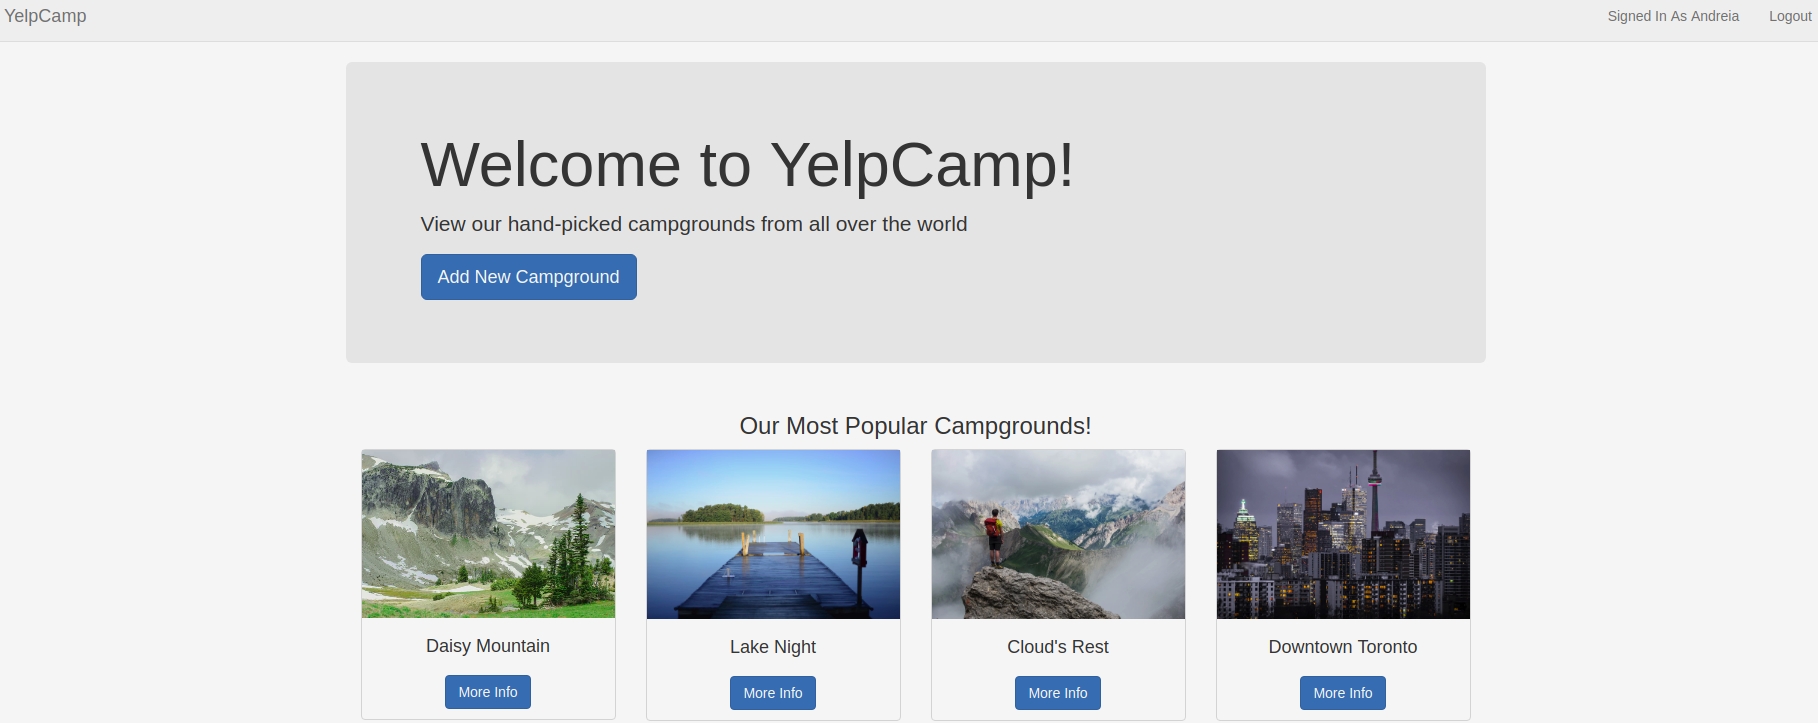 YelpCamp
Signed In As Andreia
Logout
Welcome to YelpCamp!
View our hand-picked campgrounds from all over the world
Add New Campground
Our Most Popular Campgrounds!
Daisy Mountain
More Info
Lake Night
More Info
Cloud's Rest
More Info
Downtown Toronto
More Info